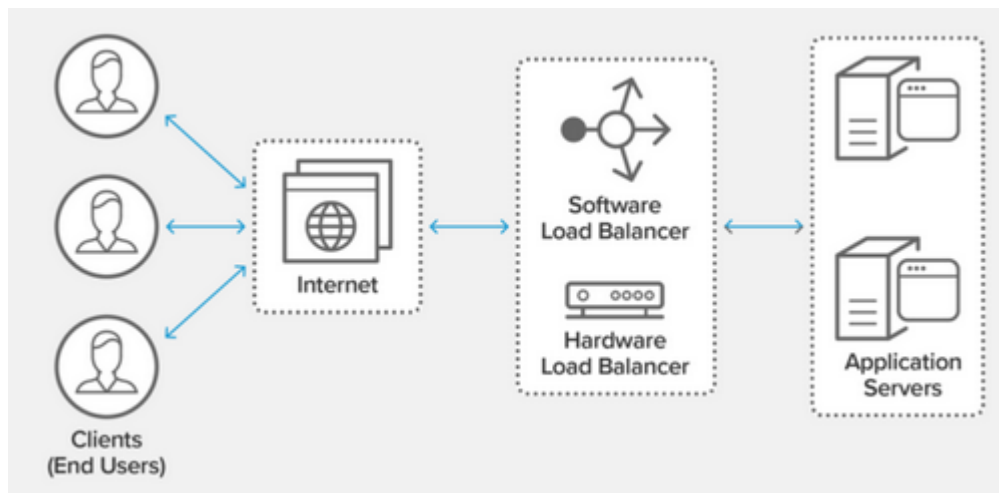 Clients
(End Users)
Internet
Software
Load Balancer
Hardware
Load Balancer
Application
Servers